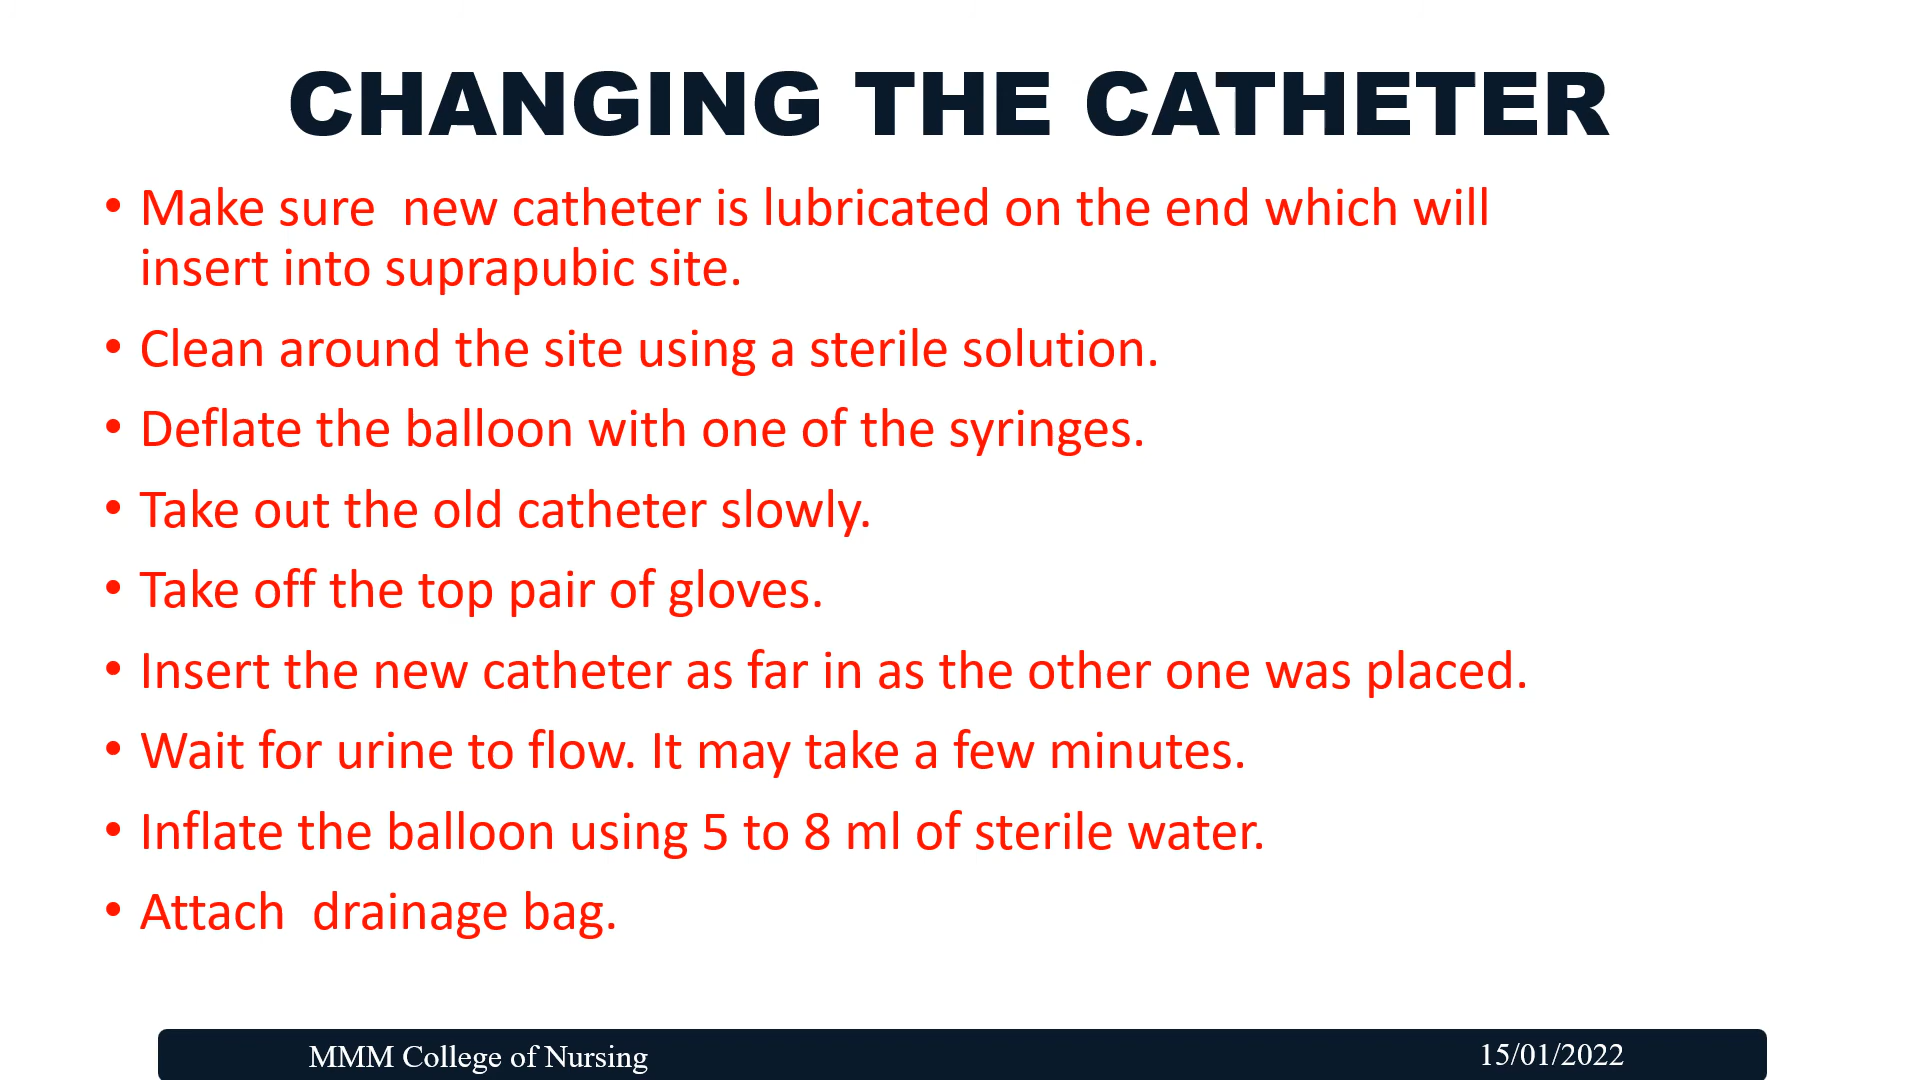 CHANGING THE CATHETER
• Make sure  new catheter is lubricated on the end which will
insert into suprapubic site.
• Clean around the site using a sterile solution.
• Deflate the balloon with one of the syringes.
• Take out the old catheter slowly.
• Take off the top pair of gloves.
• Insert the new catheter as far in as the other one was placed.
• Wait for urine to flow. It may take a few minutes.
• Inflate the balloon using 5 to 8 ml of sterile water.
• Attach  drainage bag.
MMM College of Nursing
15/01/2022